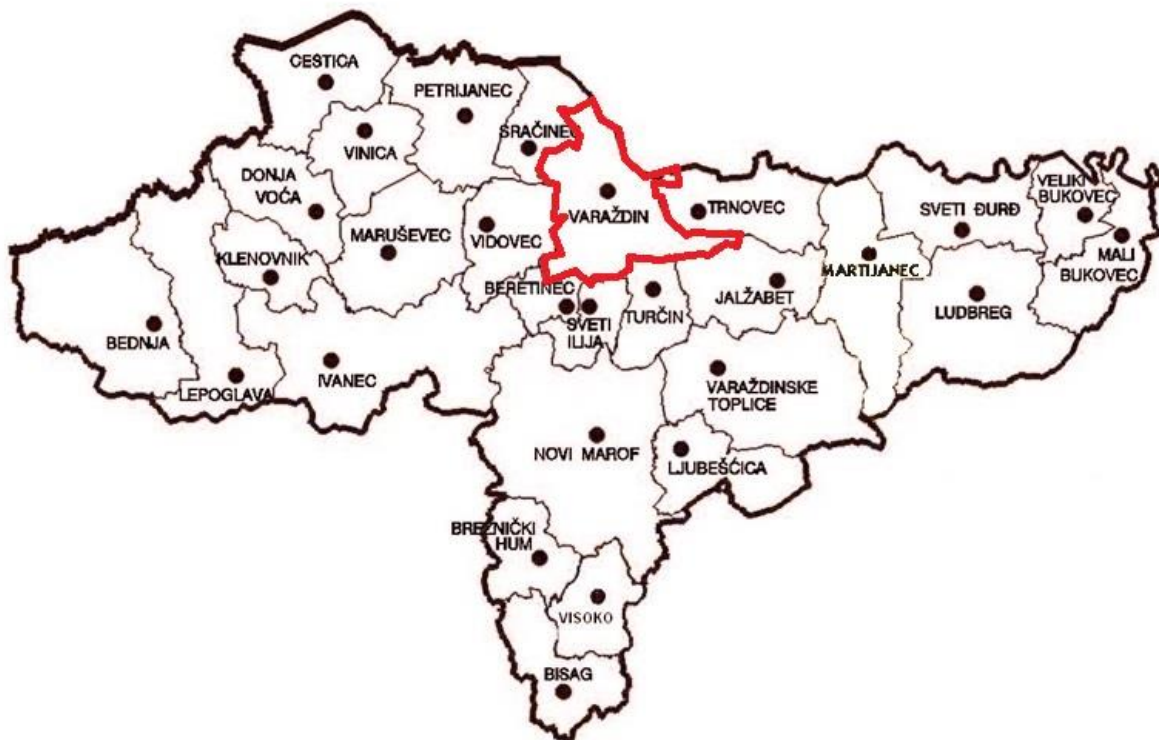 CESTICA
PETRIJANEC
SRAČINEC
VINICA
DONJA
VOĆA
VARAŽDIN
TRNOVEC
VELIKI
BUKOVEC
SVETI ĐURĐ
MARUŠEVEC
VIDOVEC
KLENOVNIK
MALI
BUKOVEC
MARTIJANEC
BERETINEC
JALŽABET
LUDBREG
SVETI
ILIJA
TURČIN
BEDNJA
IVANEC
LEPOGLAVA
VARAŽDINSKE
TOPLICE
NOVI MAROF
LJUBEŠĆICA
BREZNIČKI
HUM
VISOKO
BISAG